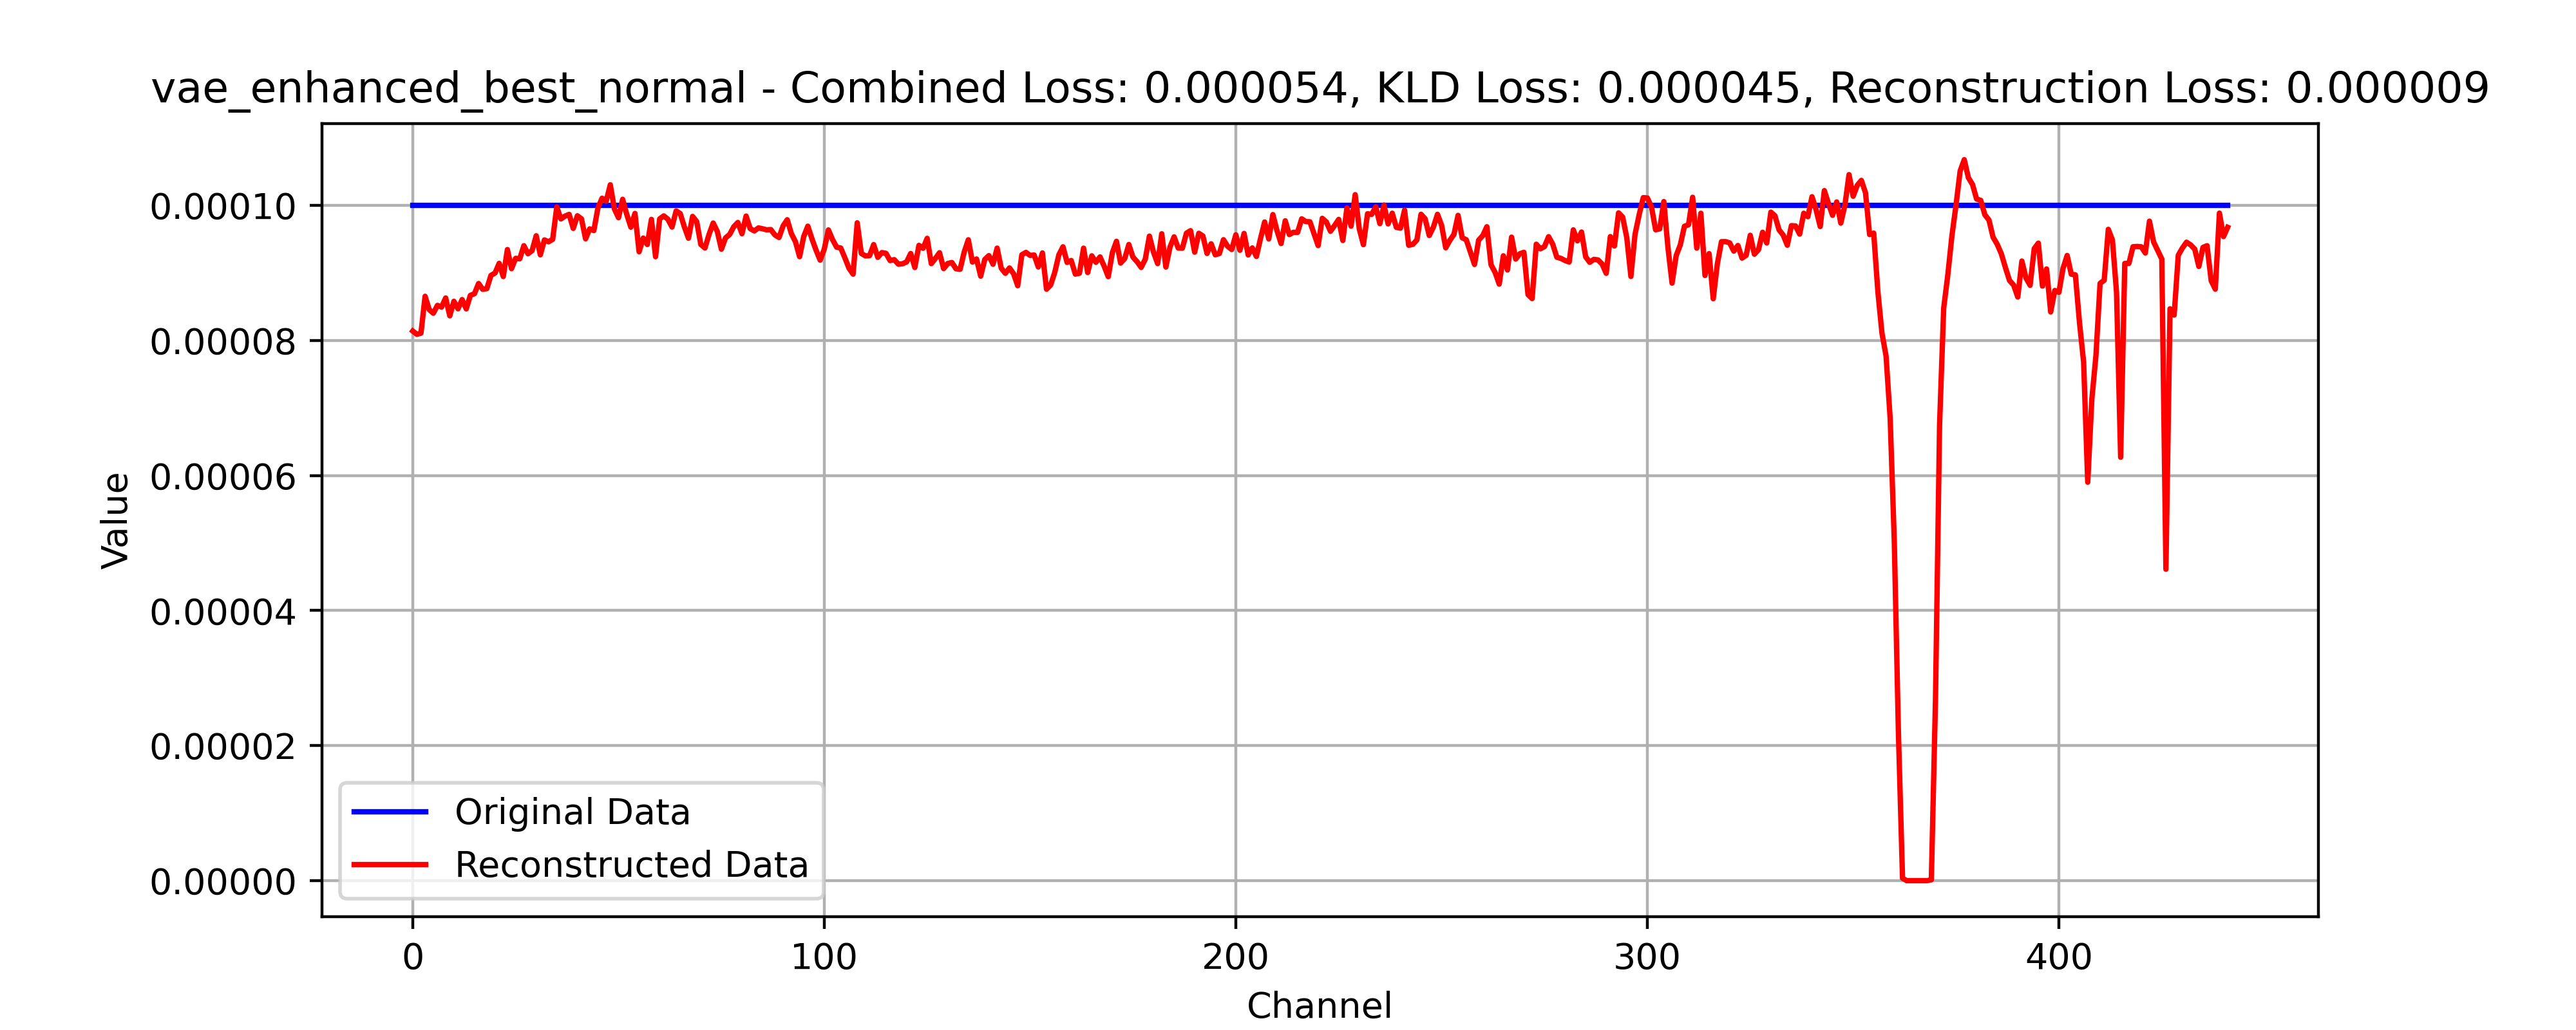 vae_enhanced_best_normal - Combined Loss: 0.000054, KLD Loss: 0.000045, Reconstruction Loss: 0.000009
0.00010
0.00008
0.00006
0.00004
0.00002
0.00000
Value
Original Data
Reconstructed Data
0 100 200 300 400
Channel